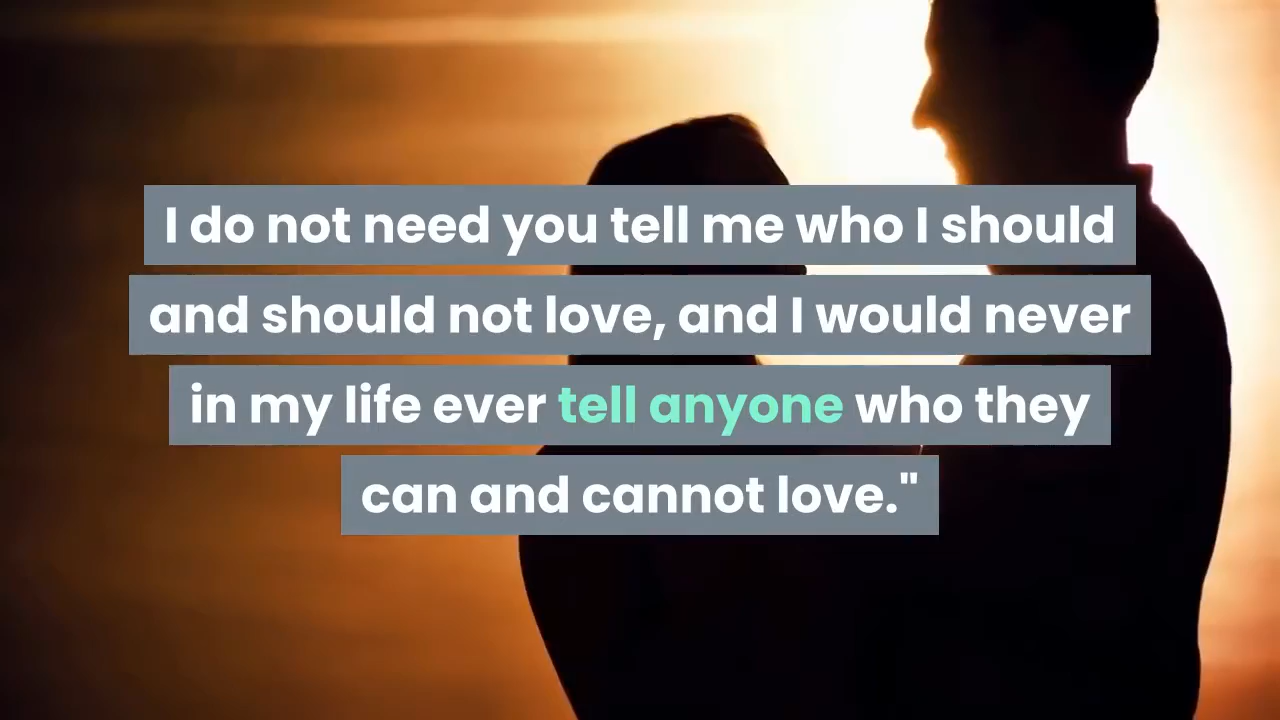 I do not need you tell me who I should
and should not love, and I would never
in my life ever tell anyone who they
can and cannot love."